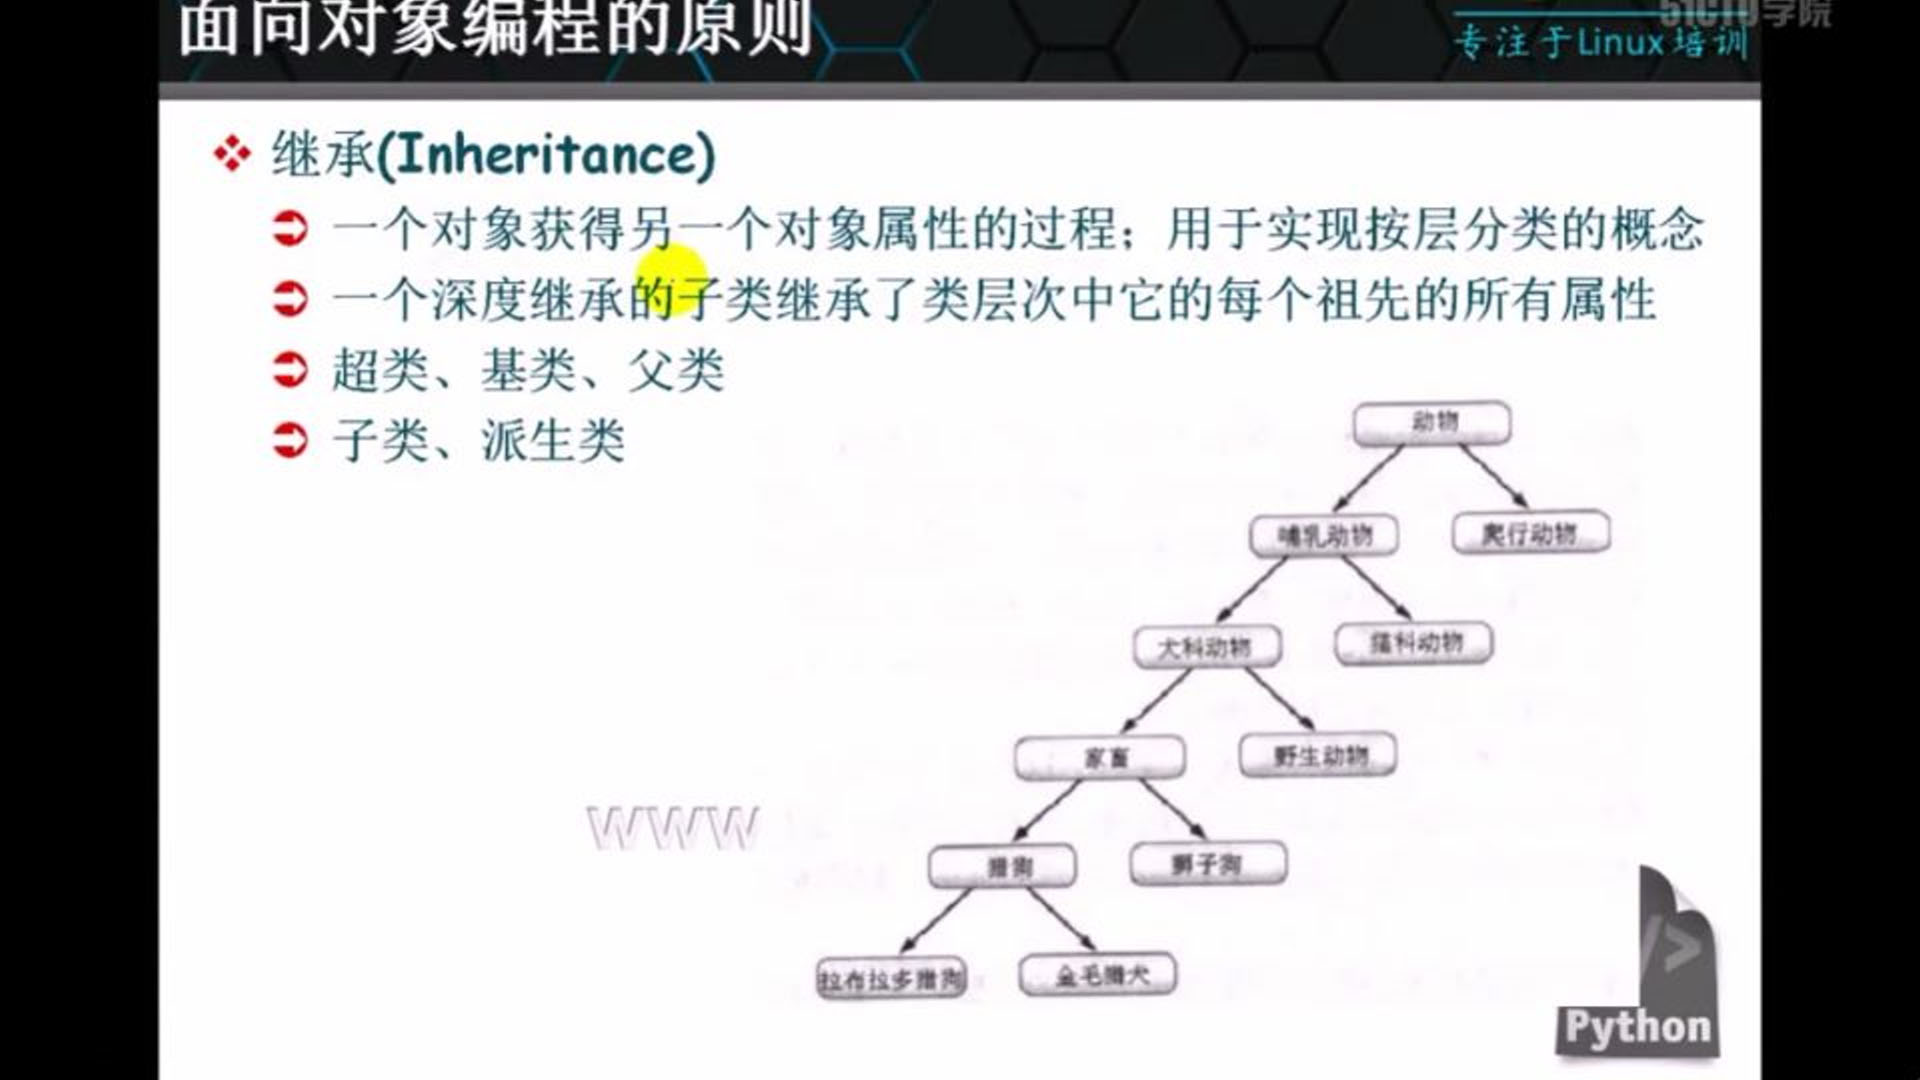 面向对象编程的原则
51CTO学院
专注于Linux培训
继承(Inheritance)
一个对象获得另一个对象属性的过程；用于实现按层分类的概念
一个深度继承的子类继承了类层次中它的每个祖先的所有属性
超类、基类、父类
子类、派生类
动物
哺乳动物
爬行动物
犬科动物
猫科动物
家畜
野生动物
猎狗
狮子狗
拉布拉多猎狗
金毛猎犬
www
/>
Python